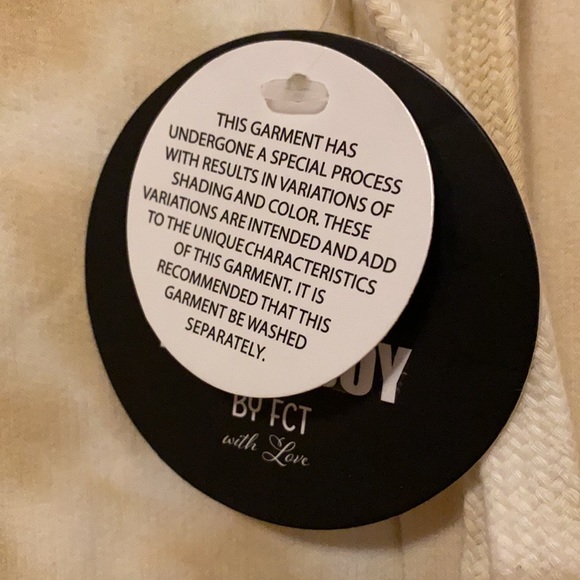 THIS GARMENT HAS
UNDERGONE A SPECIAL PROCESS
WITH RESULTS IN VARIATIONS OF
SHADING AND COLOR. THESE
VARIATIONS ARE INTENDED AND ADD
TO THE UNIQUE CHARACTERISTICS
OF THIS GARMENT. IT IS
RECOMMENDED THAT THIS
GARMENT BE WASHED
SEPARATELY.
BY FCT
with Love